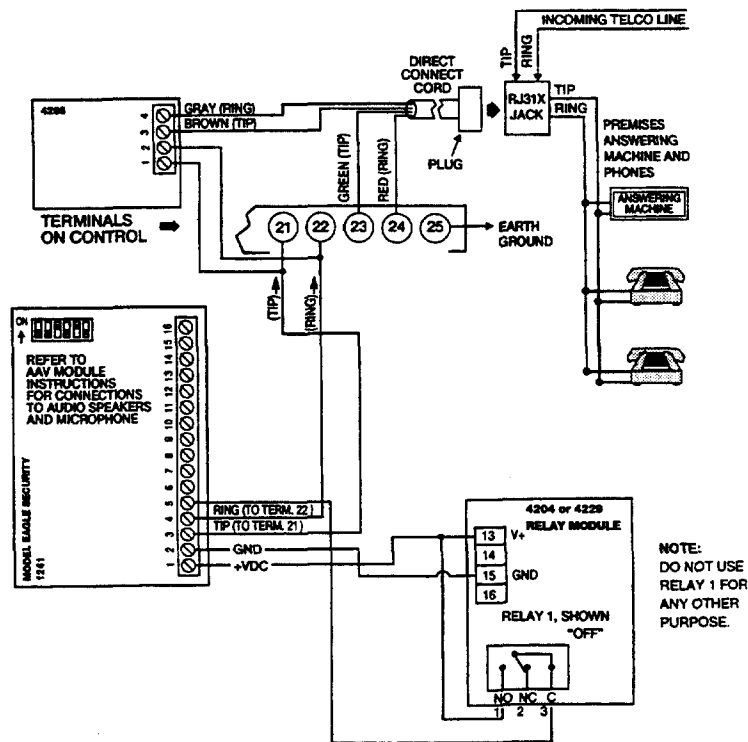 INCOMING TELCO LINE
TIP
RING
DIRECT
CONNECT
CORD
RJ31X
JACK
TIP
RING
PLUG
PREMISES
ANSWERING
MACHINE AND
PHONES
ANSWERING
MACHINE
4286
4
3
2
1
GRAY (RING)
BROWN (TIP)
GREEN (TIP)
RED (RING)
TERMINALS
ON CONTROL
21
22
23
24
25
EARTH
GROUND
(TIP)
(RING)
ON
REFER TO
AAV MODULE
INSTRUCTIONS
FOR CONNECTIONS
TO AUDIO SPEAKERS
AND MICROPHONE
MODEL EAGLE SECURITY
1241
16
15
14
13
12
11
10
9
8
7
6
5
4
3
2
1
RING (TO TERM. 22)
TIP (TO TERM. 21)
GND
+VDC
4204 or 4229
RELAY MODULE
13 V+
14
15 GND
16
RELAY 1, SHOWN
"OFF"
NO NC C
1 2 3
NOTE:
DO NOT USE
RELAY 1 FOR
ANY OTHER
PURPOSE.